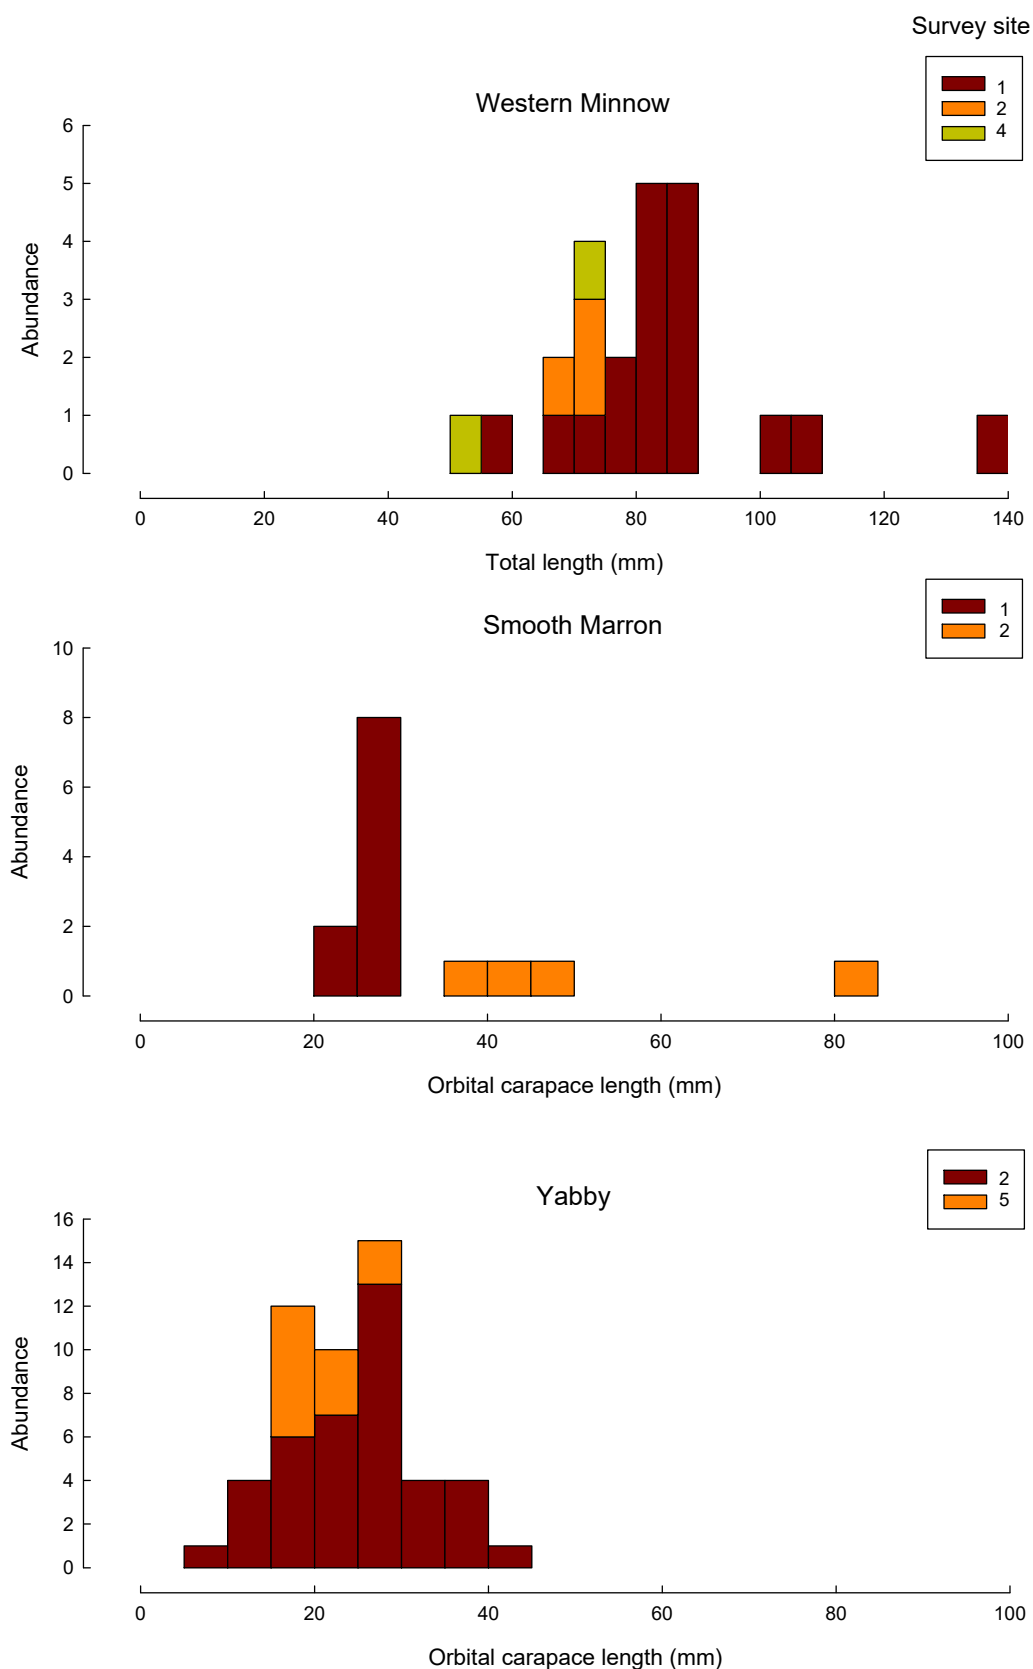 Survey site
1
2
4
Western Minnow
6
5
4
3
2
1
0
Abundance
0 20 40 60 80 100 120 140
Total length (mm)
1
2
Smooth Marron
10
8
6
4
2
0
Abundance
0 20 40 60 80 100
Orbital carapace length (mm)
2
5
Yabby
16
14
12
10
8
6
4
2
0
Abundance
0 20 40 60 80 100
Orbital carapace length (mm)